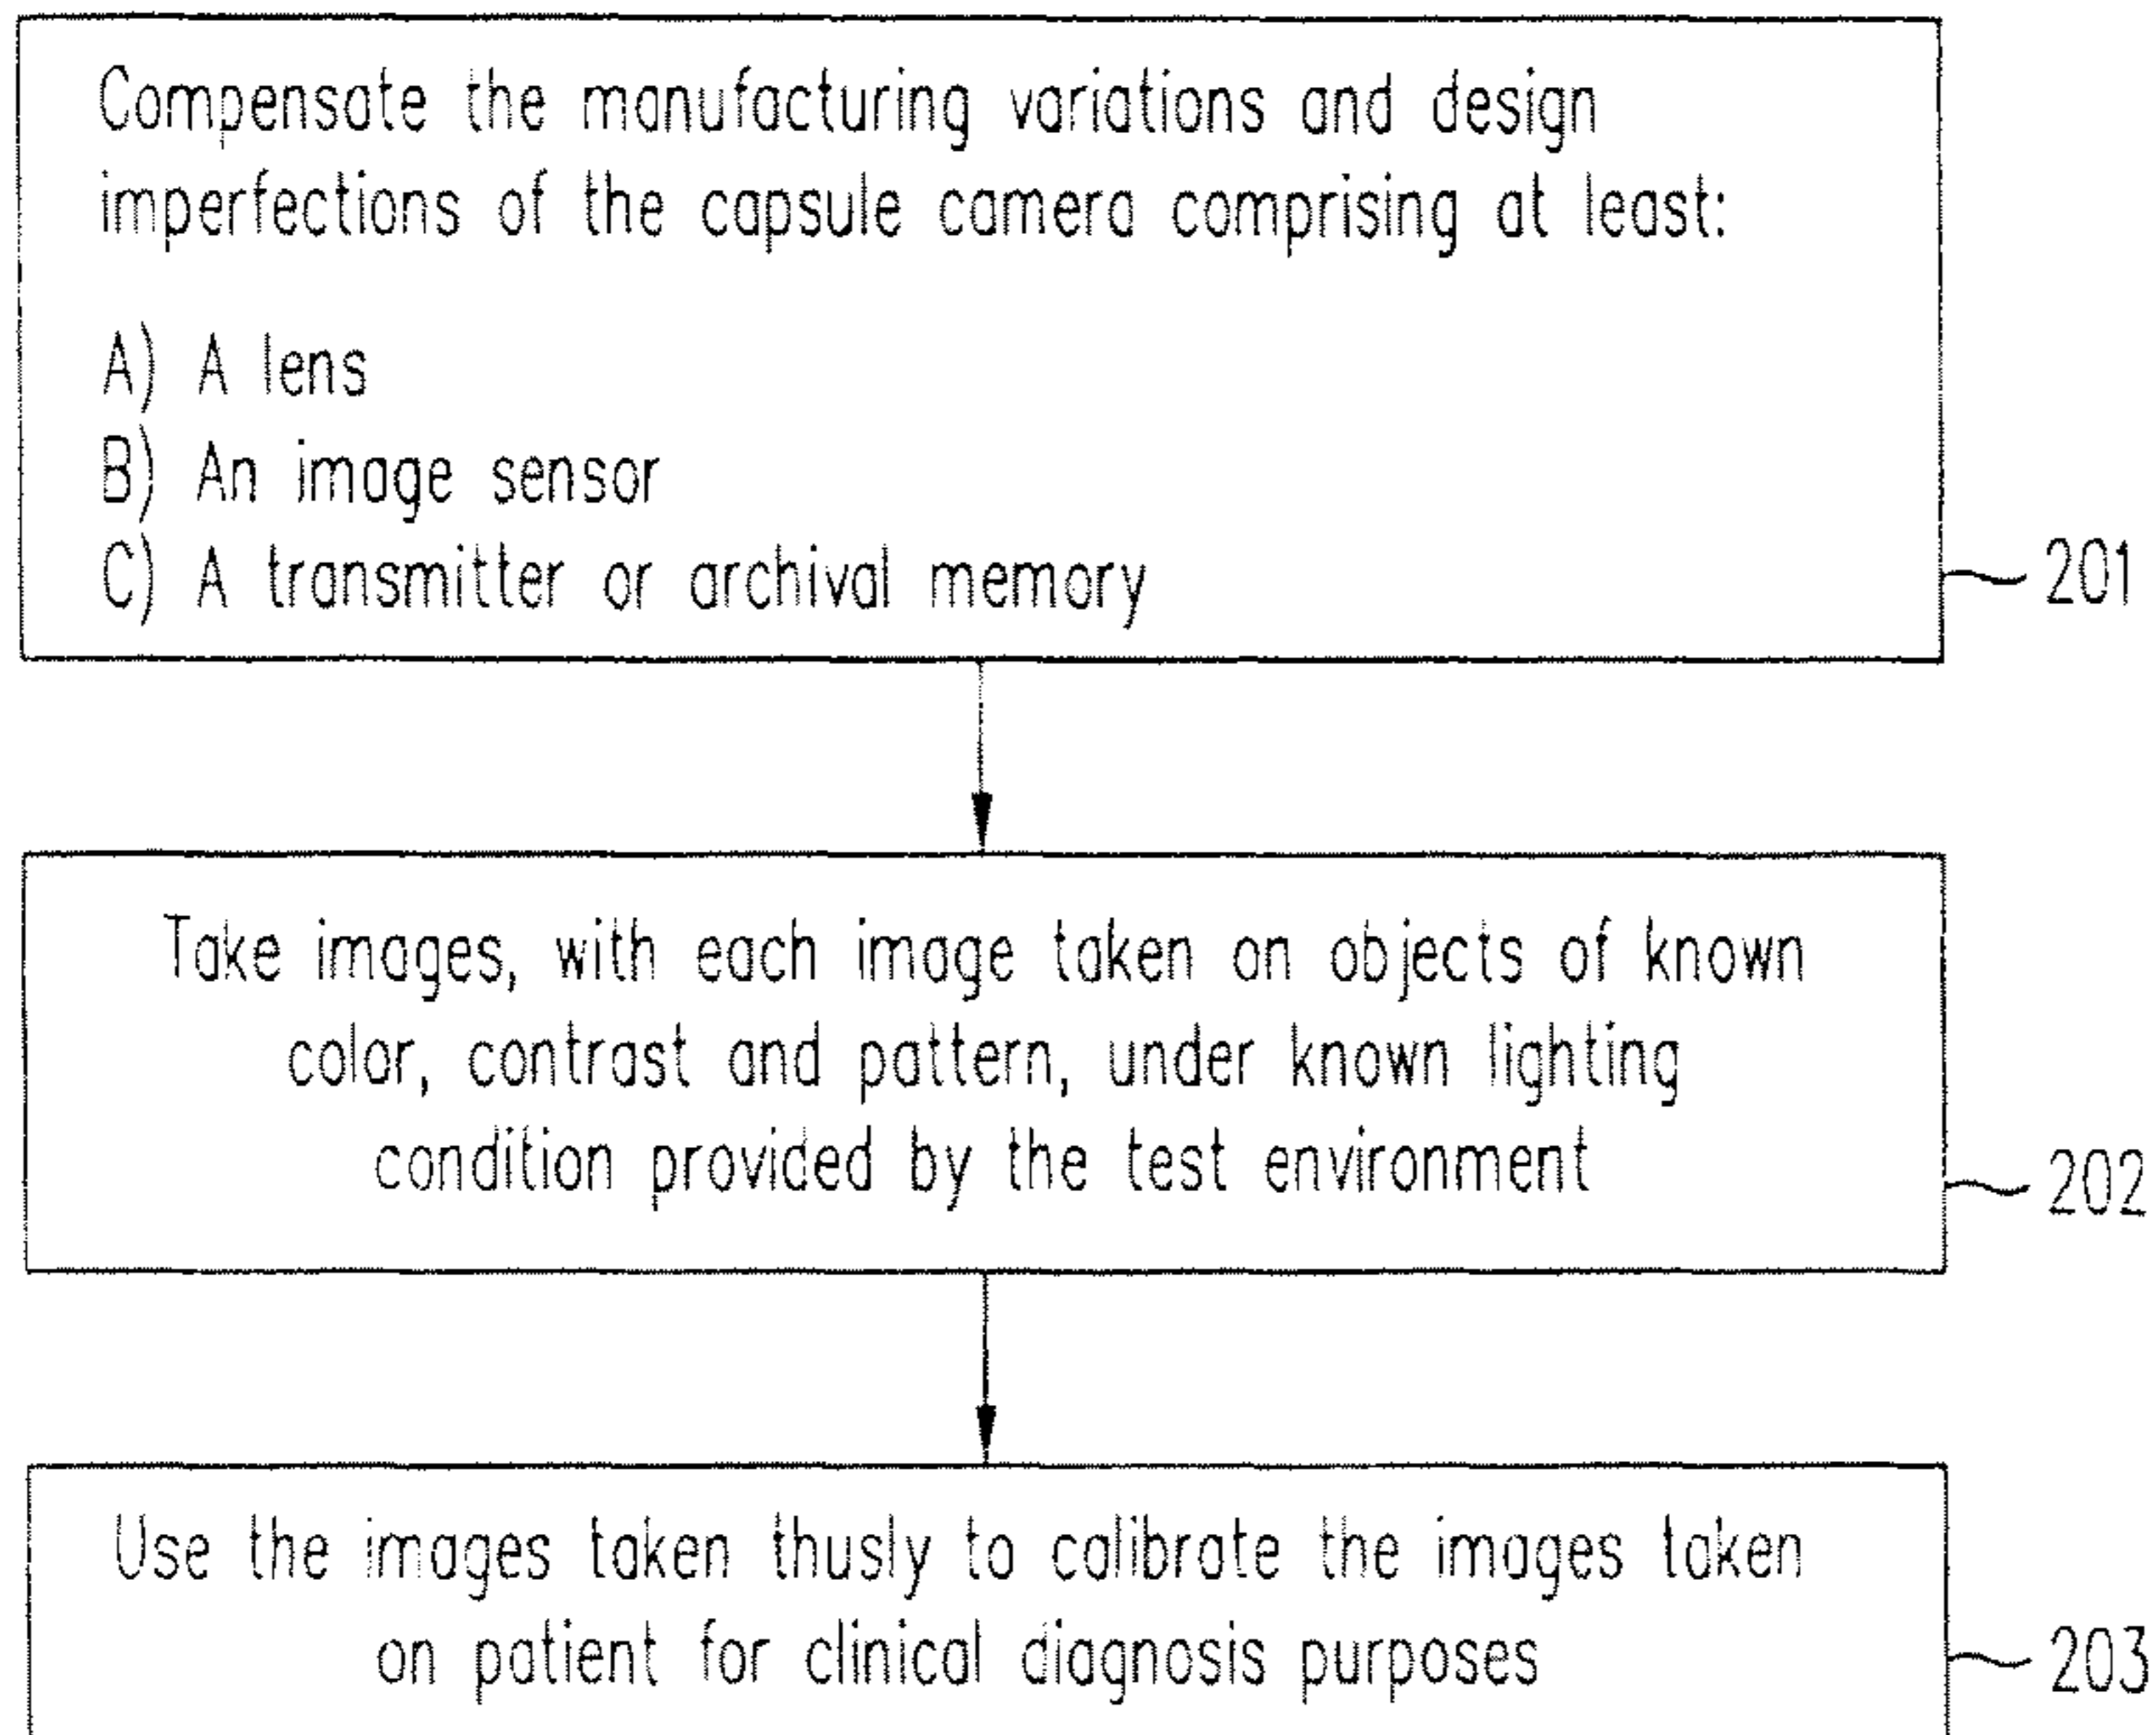 Compensate the manufacturing variations and design
imperfections of the capsule camera comprising at least:
A) A lens
B) An image sensor
C) A transmitter or archival memory
201
Take images, with each image taken on objects of known
color, contrast and pattern, under known lighting
condition provided by the test environment
202
Use the images taken thusly to calibrate the images taken
on patient for clinical diagnosis purposes
203